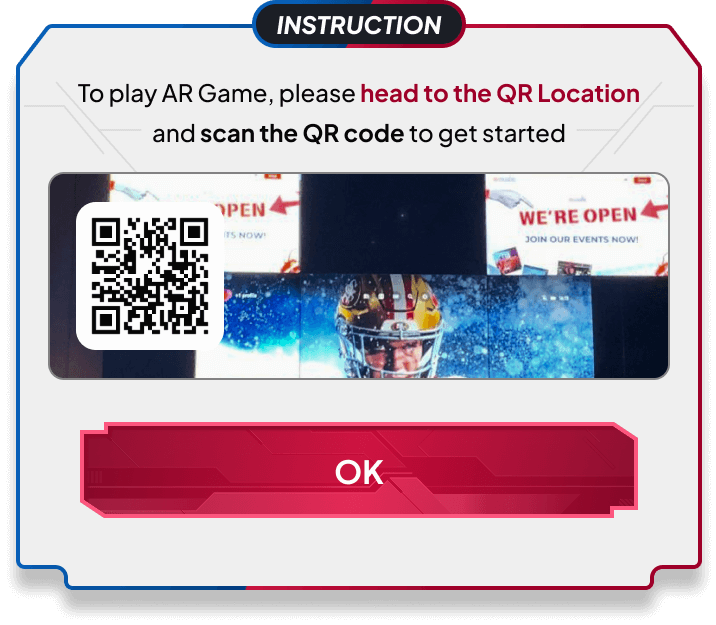 INSTRUCTION
To play AR Game, please head to the QR Location
and scan the QR code to get started
OPEN
TS NOW!
WE'RE OPEN
JOIN OUR EVENTS NOW!
OK